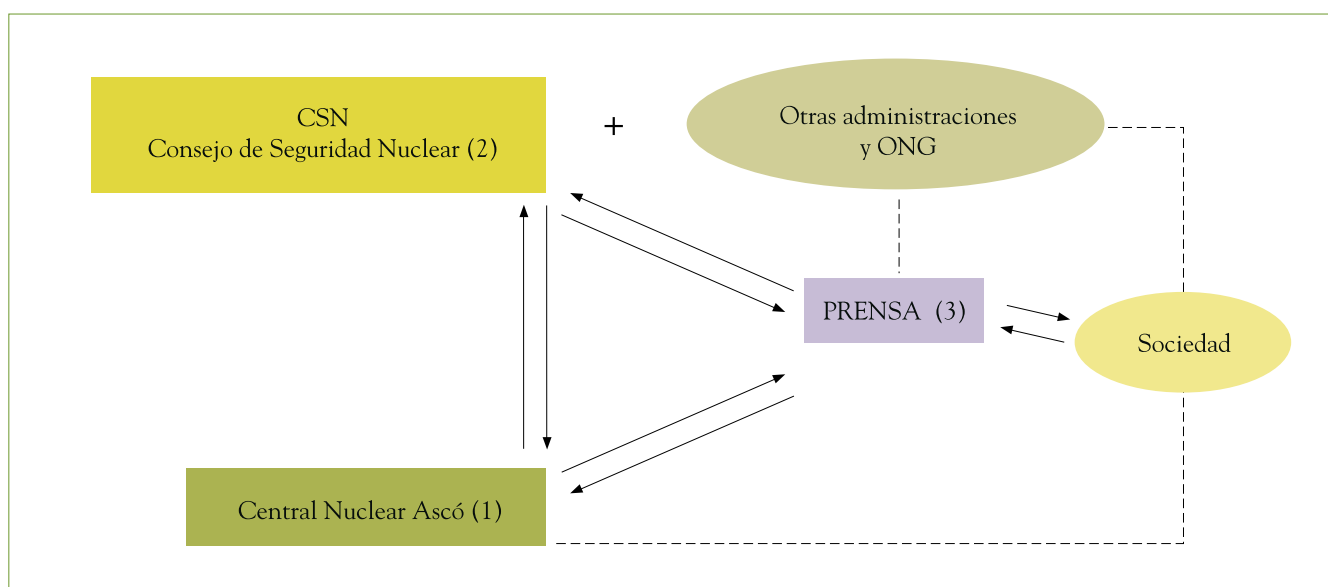 CSN
Consejo de Seguridad Nuclear (2)
+
Otras administraciones
y ONG
PRENSA (3)
Sociedad
Central Nuclear Ascó (1)